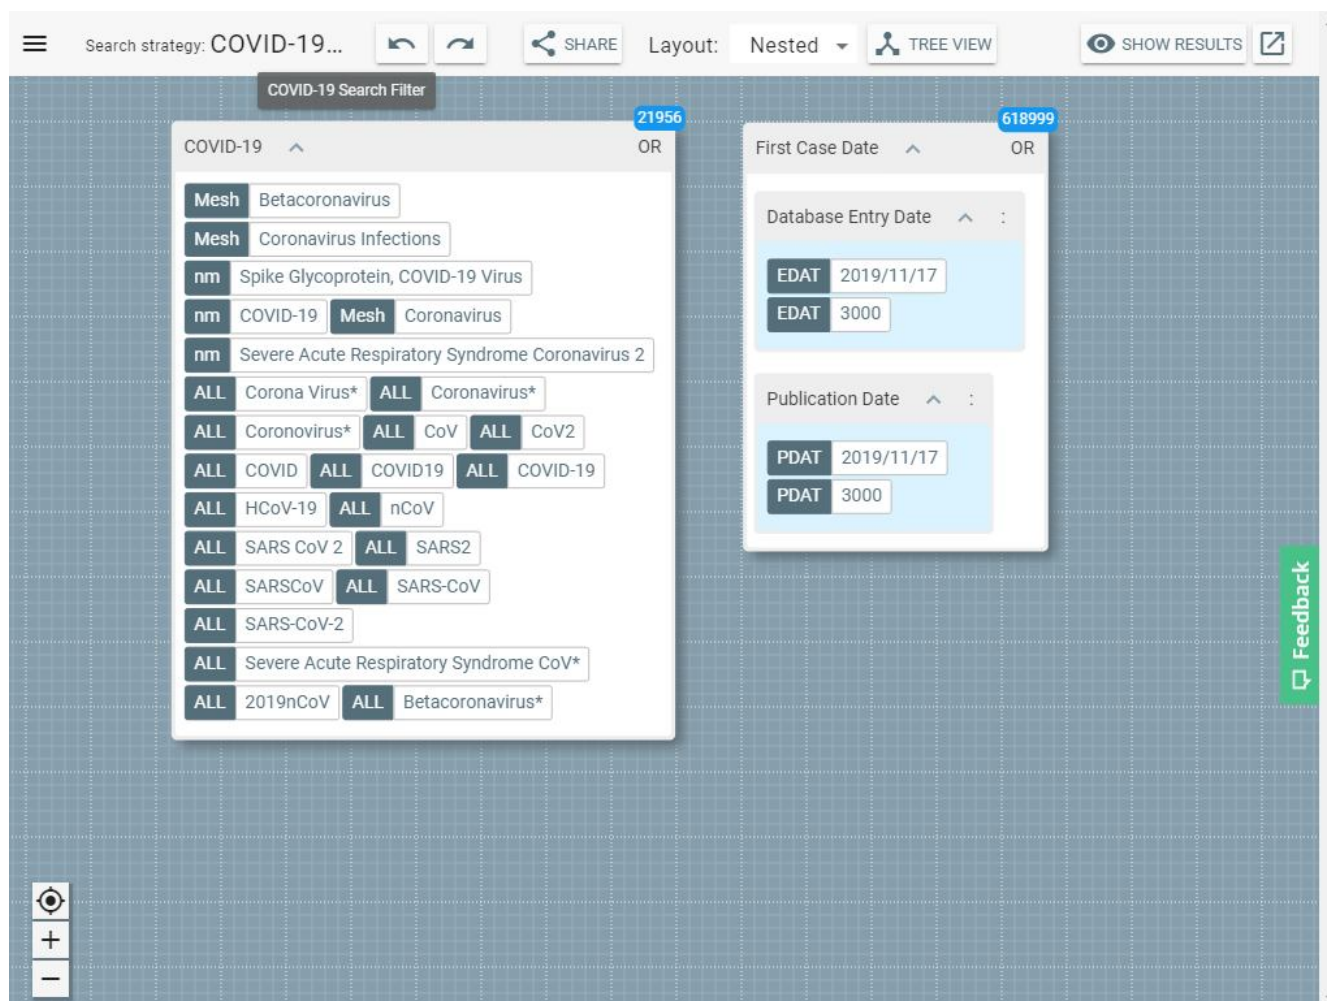 Search strategy: COVID-19... SHARE Layout: Nested TREE VIEW SHOW RESULTS
COVID-19 Search Filter
21956
COVID-19 OR
Mesh Betacoronavirus
Mesh Coronavirus Infections
nm Spike Glycoprotein, COVID-19 Virus
nm COVID-19 Mesh Coronavirus
nm Severe Acute Respiratory Syndrome Coronavirus 2
ALL Corona Virus* ALL Coronavirus*
ALL Coronovirus* ALL CoV ALL CoV2
ALL COVID ALL COVID19 ALL COVID-19
ALL HCoV-19 ALL nCoV
ALL SARS CoV 2 ALL SARS2
ALL SARSCoV ALL SARS-CoV
ALL SARS-CoV-2
ALL Severe Acute Respiratory Syndrome CoV*
ALL 2019nCoV ALL Betacoronavirus*
618999
First Case Date OR
Database Entry Date :
EDAT 2019/11/17
EDAT 3000
Publication Date :
PDAT 2019/11/17
PDAT 3000
Feedback